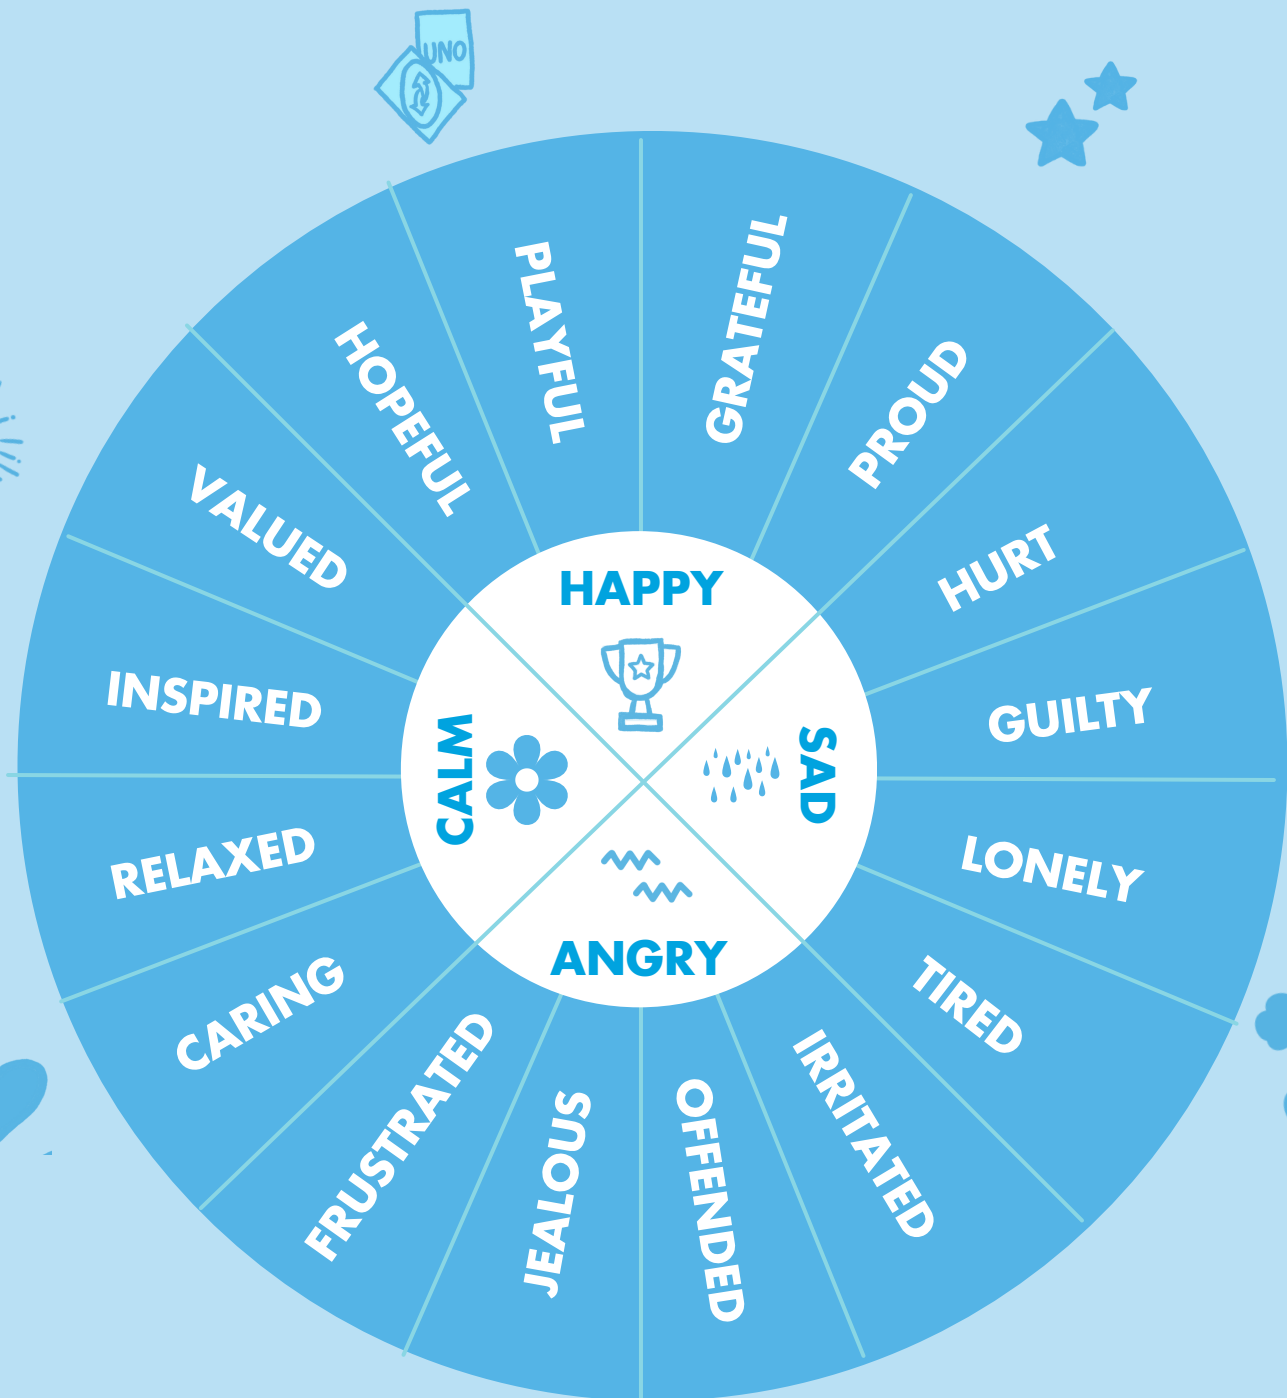 UNO
PLAYFUL
GRATEFUL
HOPEFUL
PROUD
VALUED
HURT
HAPPY
INSPIRED
GUILTY
CALM
SAD
RELAXED
LONELY
ANGRY
CARING
TIRED
FRUSTRATED
JEALOUS
OFFENDED
IRRITATED